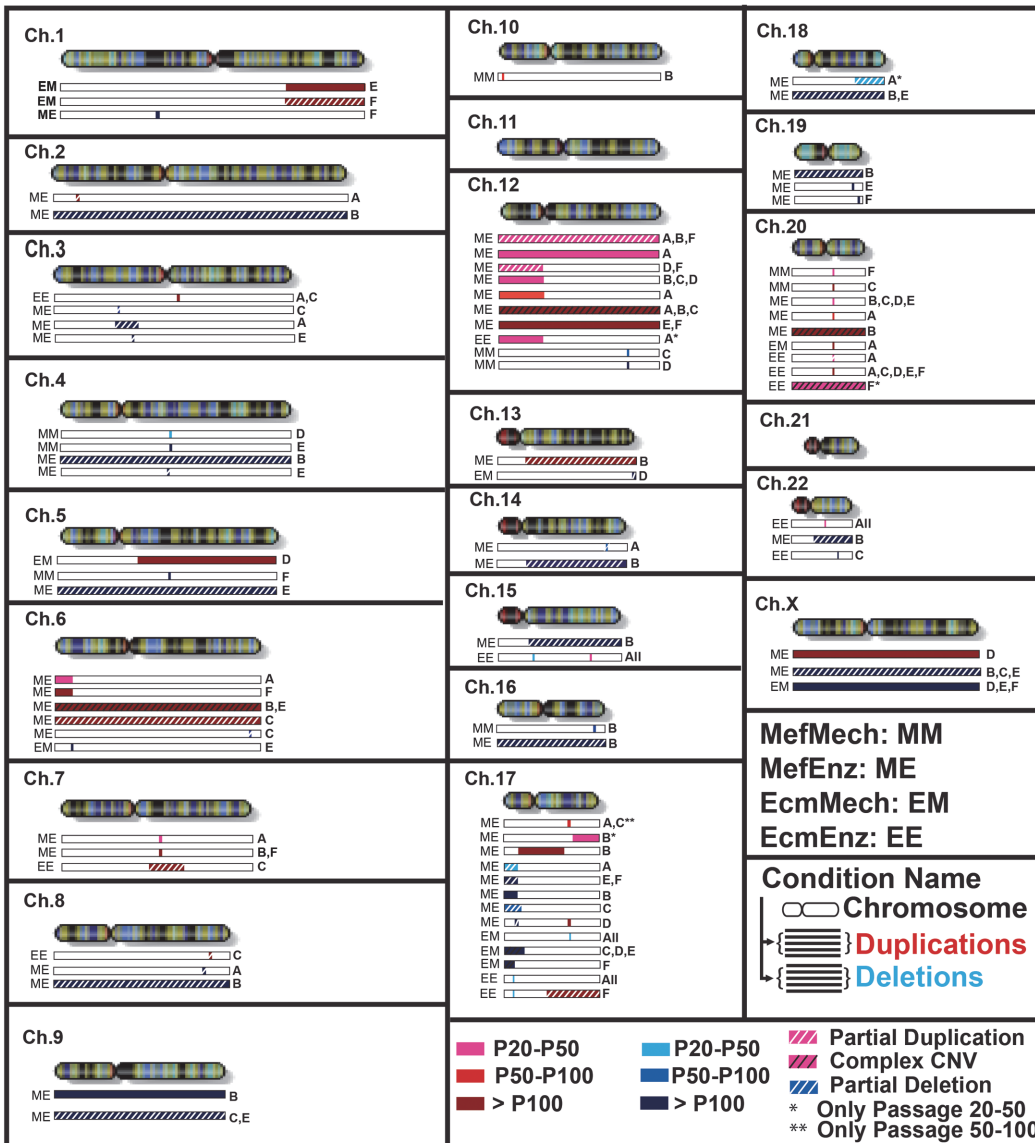 Ch.1
EM E
EM F
ME F
Ch.2
ME A
ME B
Ch.3
EE A,C
ME C
ME A
ME E
Ch.4
MM D
MM E
ME B
ME E
Ch.5
EM D
MM F
ME E
Ch.6
ME A
ME F
ME B,E
ME C
ME C
EM E
Ch.7
ME A
ME B,F
EE C
Ch.8
EE C
ME A
ME B
Ch.9
ME B
ME C,E
Ch.10
MM B
Ch.11
Ch.12
ME A,B,F
ME A
ME D,F
ME B,C,D
ME A
ME A,B,C
ME E,F
EE A*
MM C
MM D
Ch.13
ME B
EM D
Ch.14
ME A
ME B
Ch.15
ME B
EE All
Ch.16
MM B
ME B
Ch.17
ME A,C**
ME B*
EM B
ME A
ME E,F
ME B
ME C
ME D
EM All
EM C,D,E
EM F
EE All
EE F
Ch.18
ME A*
ME B,E
Ch.19
ME B
ME E
ME F
Ch.20
MM F
MM C
ME B,C,D,E
ME A
ME B
EM A
EE A
EE A,C,D,E,F
EE F*
Ch.21
Ch.22
EE All
ME B
EE C
Ch.X
ME D
ME B,C,E
EM D,E,F
MefMech: MM
MefEnz: ME
EcmMech: EM
EcmEnz: EE
Condition Name
Chromosome
{ } Duplications
{ } Deletions
P20-P50 P20-P50
P50-P100 P50-P100
> P100 > P100
Partial Duplication
Complex CNV
Partial Deletion
* Only Passage 20-50
** Only Passage 50-100